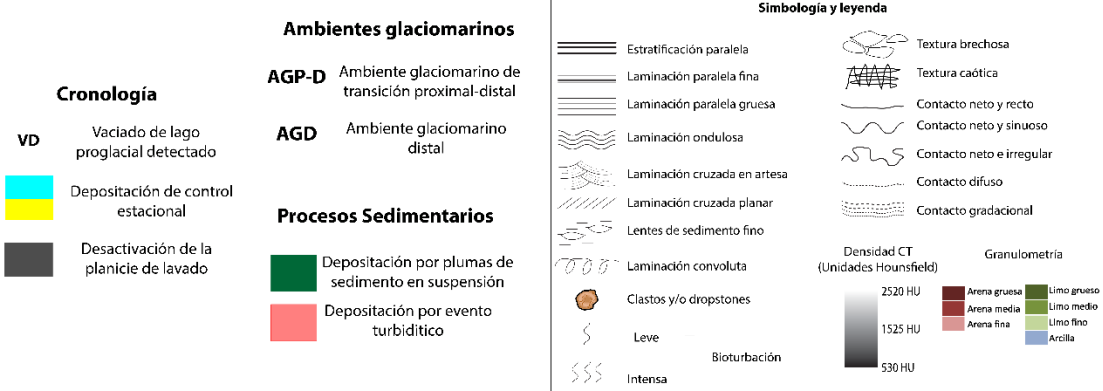 Cronología
VD
Vaciado de lago
proglacial detectado
Depositación de control
estacional
Desactivación de la
planicie de lavado
Ambientes glaciomarinos
AGP-D
Ambiente glaciomarino de
transición proximal-distal
AGD
Ambiente glaciomarino
distal
Procesos Sedimentarios
Depositación por plumas de
sedimento en suspensión
Depositación por evento
turbiditico
Simbología y leyenda
Estratificación paralela
Laminación paralela fina
Laminación paralela gruesa
Laminación ondulosa
Laminación cruzada en artesa
Laminación cruzada planar
Lentes de sedimento fino
Laminación convoluta
Clastos y/o dropstones
Leve
Bioturbación
Intensa
Textura brechosa
Textura caótica
Contacto neto y recto
Contacto neto y sinuoso
Contacto neto e irregular
Contacto difuso
Contacto gradacional
Densidad CT
(Unidades Hounsfield)
2520 HU
1525 HU
530 HU
Granulometría
Arena gruesa
Arena media
Arena fina
Limo grueso
Limo medio
LImo fino
Arcilla